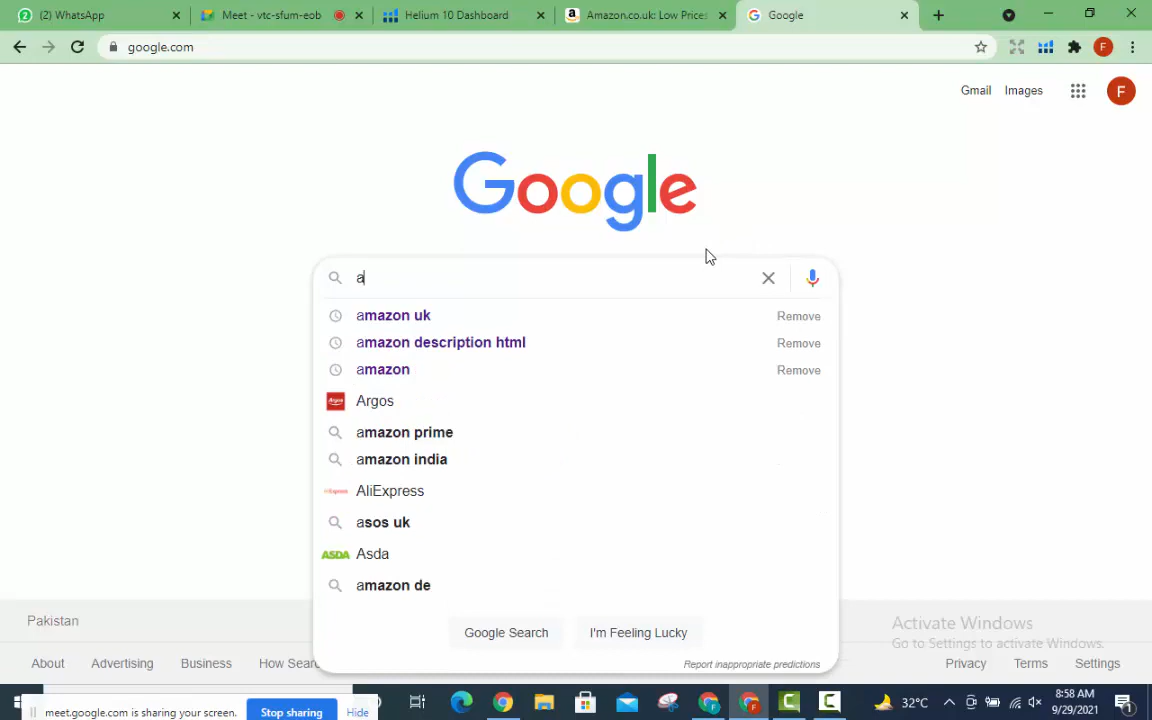 (2) WhatsApp
Meet - vtc-sfum-eob
Helium 10 Dashboard
Amazon.co.uk: Low Prices
Google
google.com
F
Gmail
Images
F
Google
a
amazon uk
Remove
amazon description html
Remove
amazon
Remove
Argos
amazon prime
amazon india
AliExpress
asos uk
ASDA
Asda
amazon de
Google Search
I'm Feeling Lucky
Report inappropriate predictions
Pakistan
Activate Windows
Go to Settings to activate Windows.
About
Advertising
Business
How Searc
Privacy
Terms
Settings
meet.google.com is sharing your screen.
Stop sharing
Hide
32°C
8:58 AM
9/29/2021
1